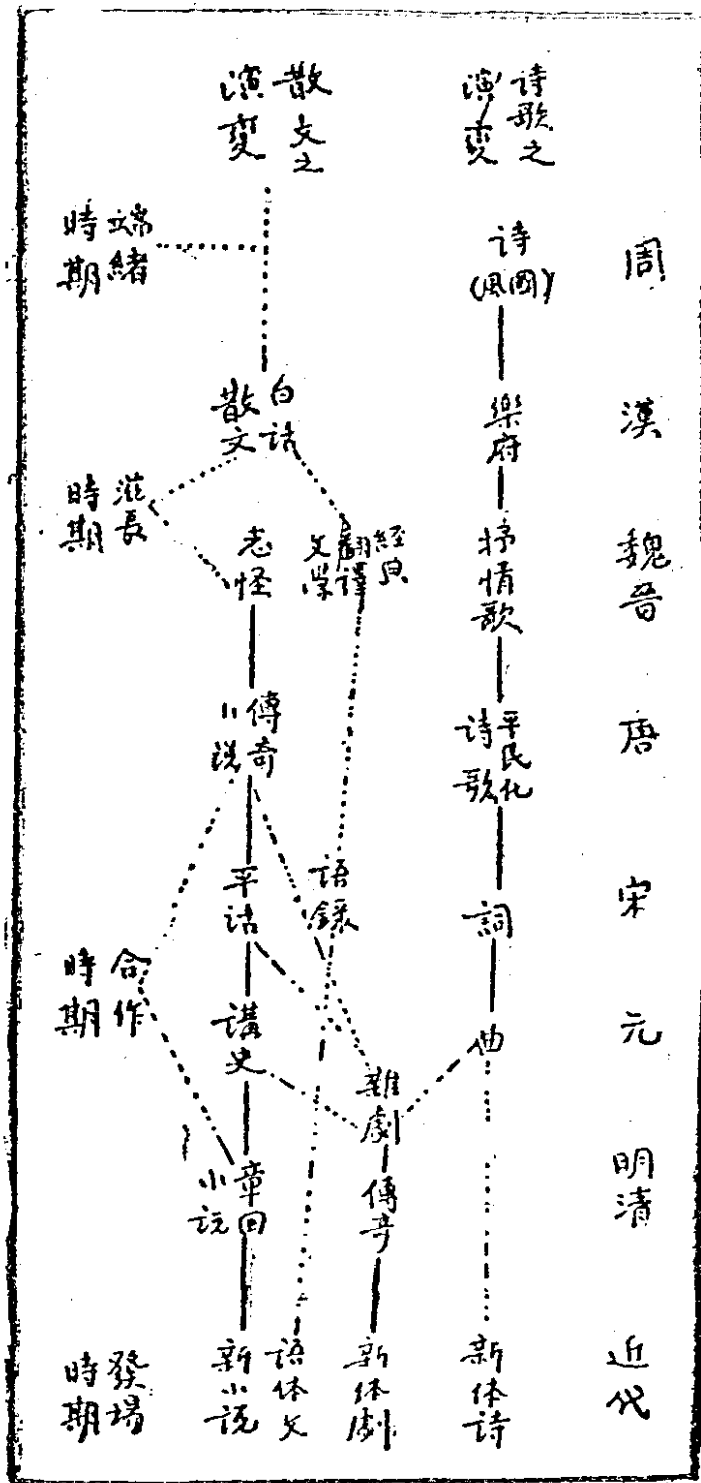 周
漢
魏晉
唐
宋
元
明清
近代
詩歌之
演變
詩
(國風)
樂府
抒情歌
平民化
詩歌
詞
曲
新体詩
雜劇
傳奇
新体劇
散文之
演變
白話
散文
經典
翻譯
文學
語錄
語体文
志怪
傳奇
小說
平話
講史
章回
小説
新小說
端緒
時期
滋長
時期
合作
時期
發揚
時期